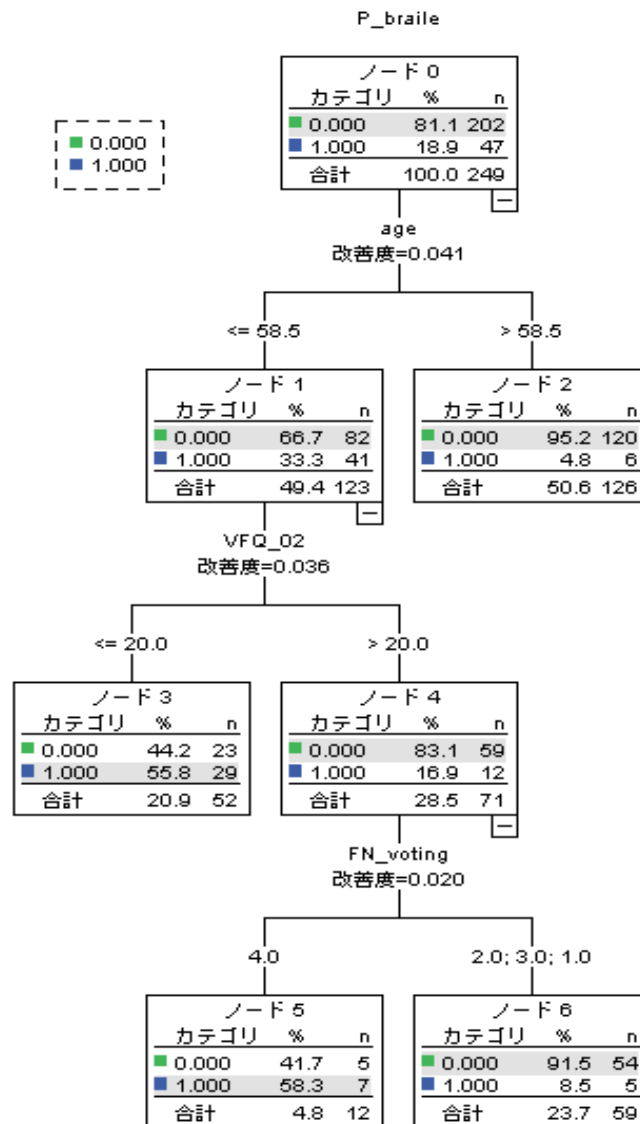 P_braile
0.000
1.000
ノード 0
カテゴリ % n
0.000 81.1 202
1.000 18.9 47
合計 100.0 249
age
改善度=0.041
<= 58.5
> 58.5
ノード 1
カテゴリ % n
0.000 66.7 82
1.000 33.3 41
合計 49.4 123
ノード 2
カテゴリ % n
0.000 95.2 120
1.000 4.8 6
合計 50.6 126
VFQ_02
改善度=0.036
<= 20.0
> 20.0
ノード 3
カテゴリ % n
0.000 44.2 23
1.000 55.8 29
合計 20.9 52
ノード 4
カテゴリ % n
0.000 83.1 59
1.000 16.9 12
合計 28.5 71
FN_voting
改善度=0.020
4.0
2.0; 3.0; 1.0
ノード 5
カテゴリ % n
0.000 41.7 5
1.000 58.3 7
合計 4.8 12
ノード 6
カテゴリ % n
0.000 91.5 54
1.000 8.5 5
合計 23.7 59